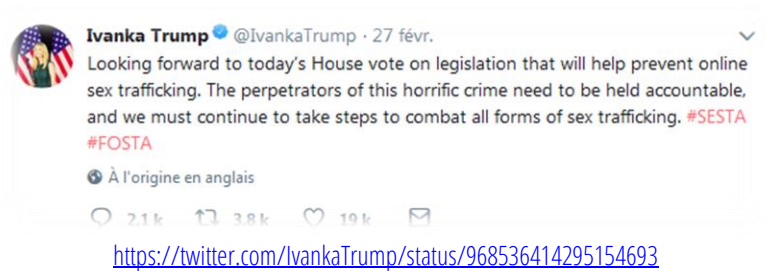 Ivanka Trump @IvankaTrump · 27 févr.
Looking forward to today's House vote on legislation that will help prevent online
sex trafficking. The perpetrators of this horrific crime need to be held accountable,
and we must continue to take steps to combat all forms of sex trafficking. #SESTA
#FOSTA
À l'origine en anglais
2.1 k 3.8 k 19 k
https://twitter.com/IvankaTrump/status/968536414295154693